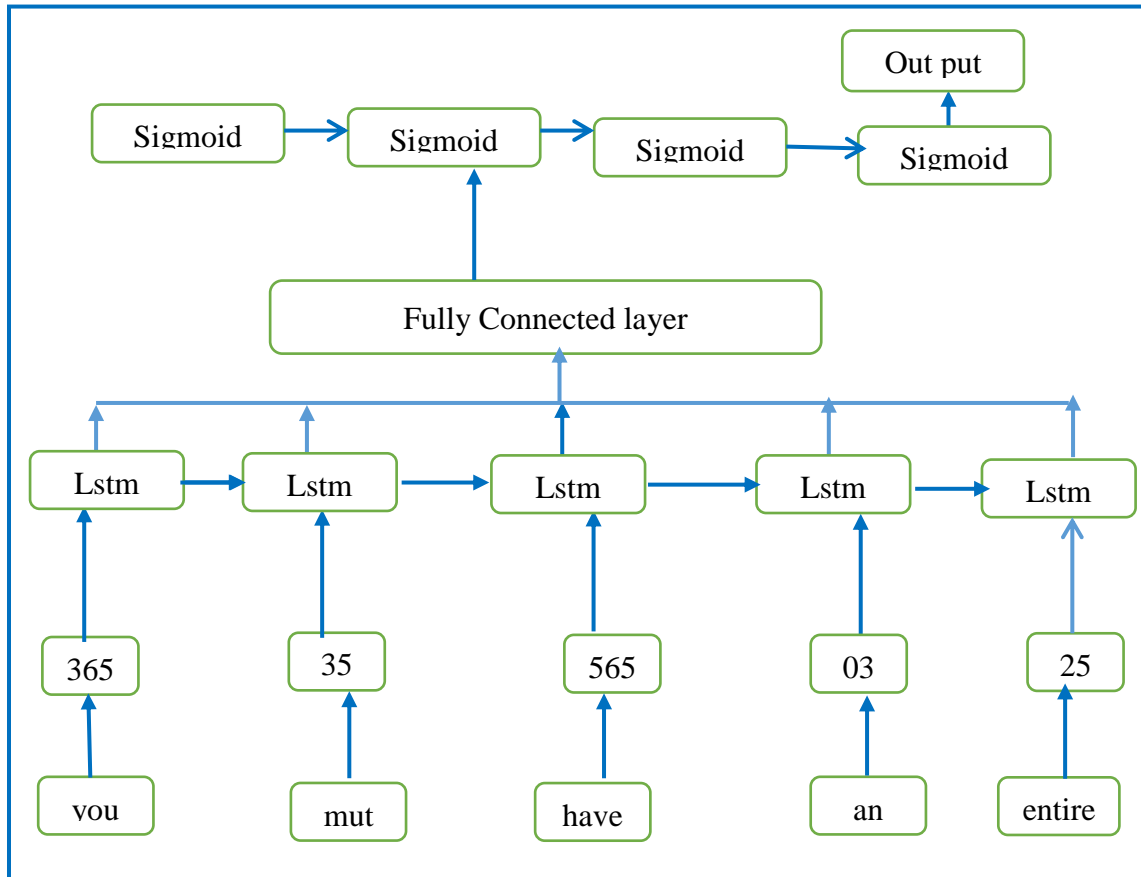 Out put
Sigmoid Sigmoid Sigmoid Sigmoid
Fully Connected layer
Lstm Lstm Lstm Lstm Lstm
365 35 565 03 25
you mut have an entire